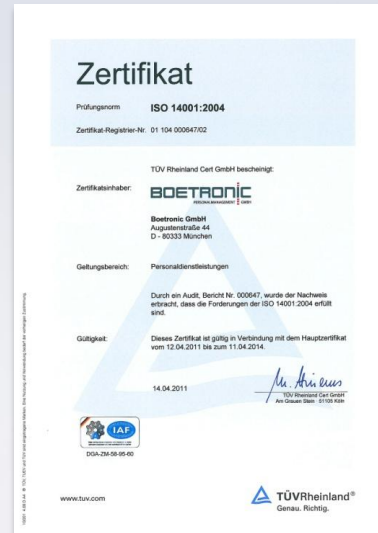 Zertifikat
Prüfungsnorm ISO 14001:2004
Zertifikat-Registrier-Nr. 01 104 000647/02
TÜV Rheinland Cert GmbH bescheinigt:
Zertifikatsinhaber:
BOETRONIC
PERSONALMANAGEMENT GMBH
Boetronic GmbH
Augustenstraße 44
D - 80333 München
Geltungsbereich: Personaldienstleistungen
Durch ein Audit, Bericht Nr. 000647, wurde der Nachweis
erbracht, dass die Forderungen der ISO 14001:2004 erfüllt
sind.
Gültigkeit: Dieses Zertifikat ist gültig in Verbindung mit dem Hauptzertifikat
vom 12.04.2011 bis zum 11.04.2014.
14.04.2011
TÜV Rheinland Cert GmbH
Am Grauen Stein · 51105 Köln
IAF
DGA-ZM-58-95-60
www.tuv.com
TÜVRheinland®
Genau. Richtig.